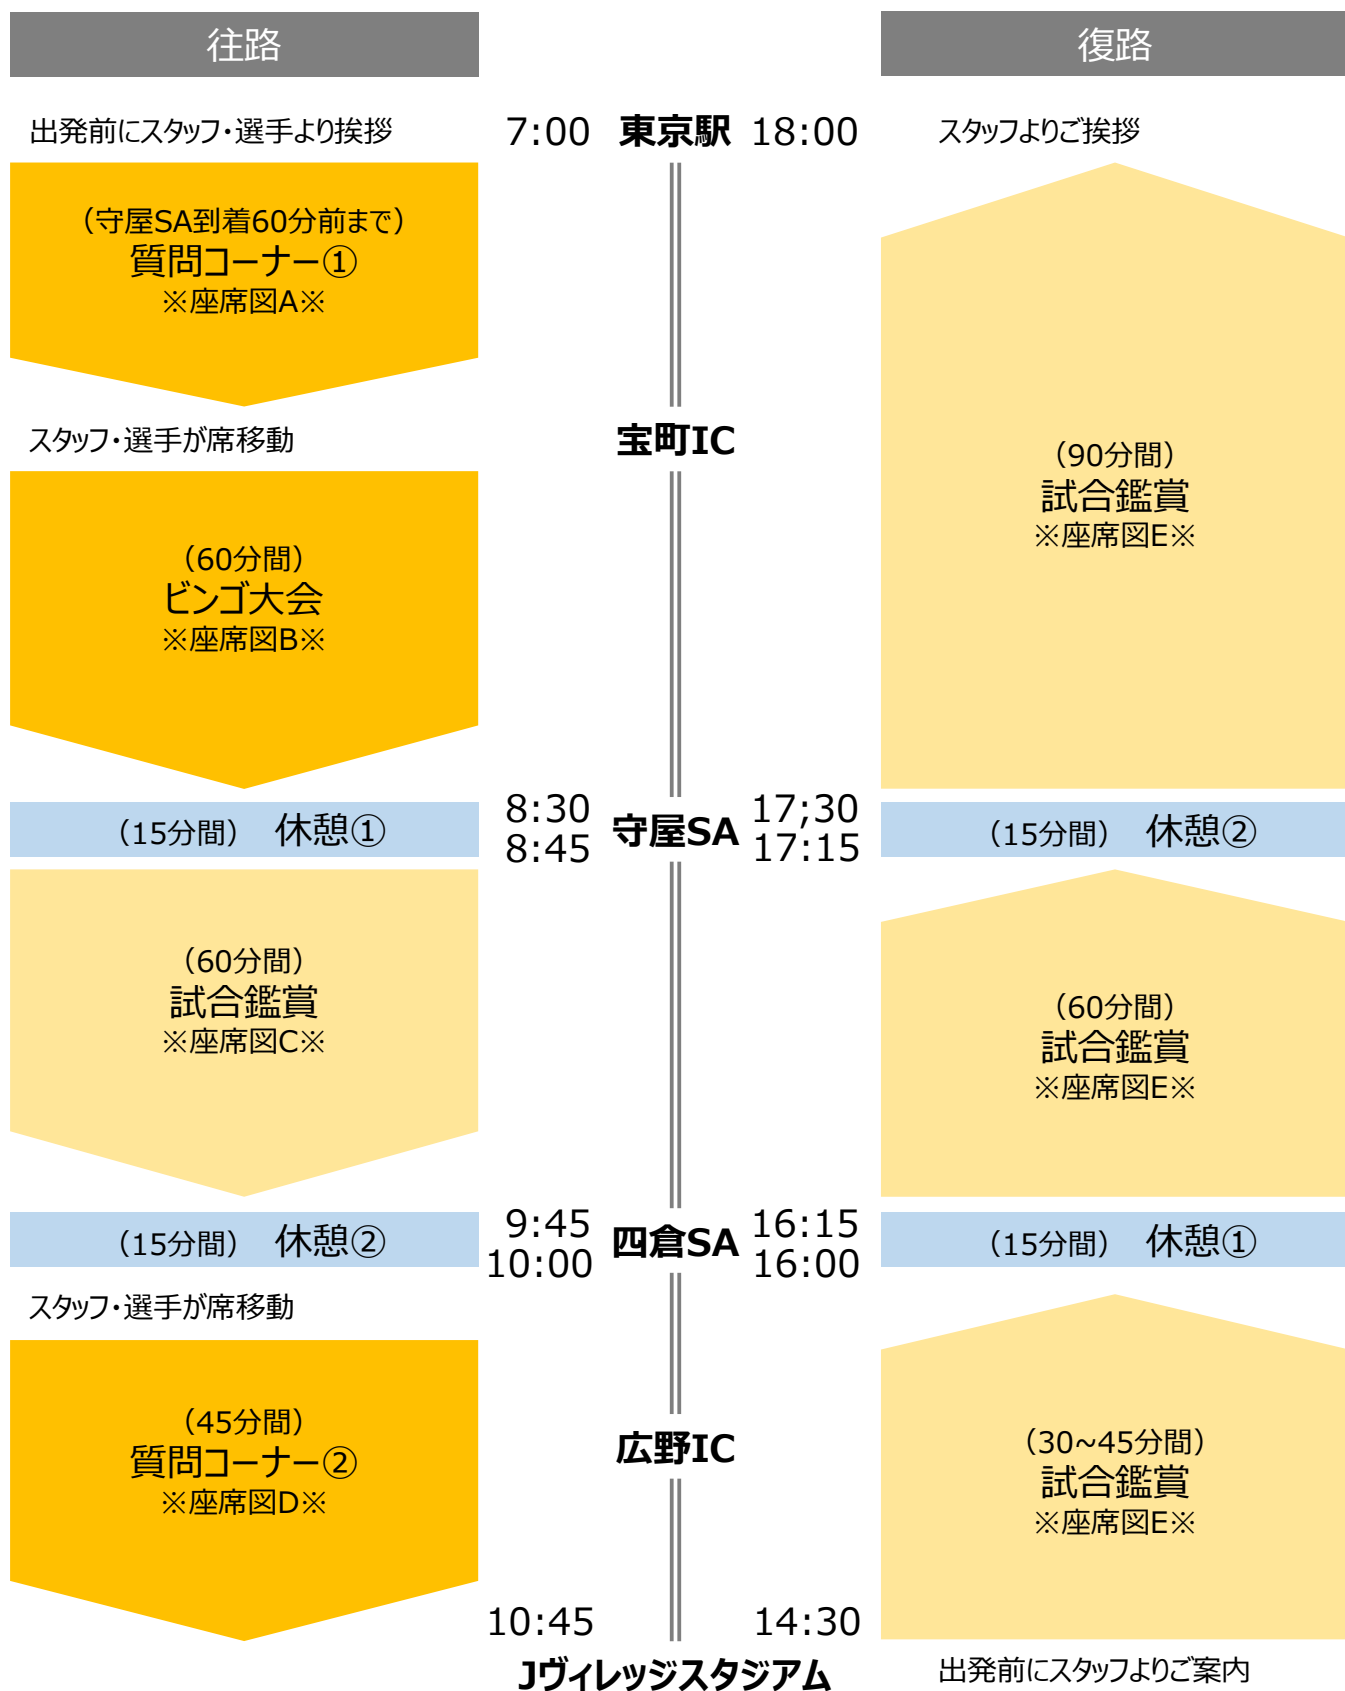 往路
復路
出発前にスタッフ・選手より挨拶
7:00 東京駅 18:00
スタッフよりご挨拶
（守屋SA到着60分前まで）
質問コーナー①
※座席図A※
スタッフ・選手が席移動
宝町IC
（90分間）
試合鑑賞
※座席図E※
（60分間）
ビンゴ大会
※座席図B※
（15分間） 休憩①
8:30
8:45
守屋SA
17;30
17:15
（15分間） 休憩②
（60分間）
試合鑑賞
※座席図C※
（60分間）
試合鑑賞
※座席図E※
（15分間） 休憩②
9:45
10:00
四倉SA
16:15
16:00
（15分間） 休憩①
スタッフ・選手が席移動
（45分間）
質問コーナー②
※座席図D※
広野IC
（30~45分間）
試合鑑賞
※座席図E※
10:45
14:30
Jヴィレッジスタジアム
出発前にスタッフよりご案内